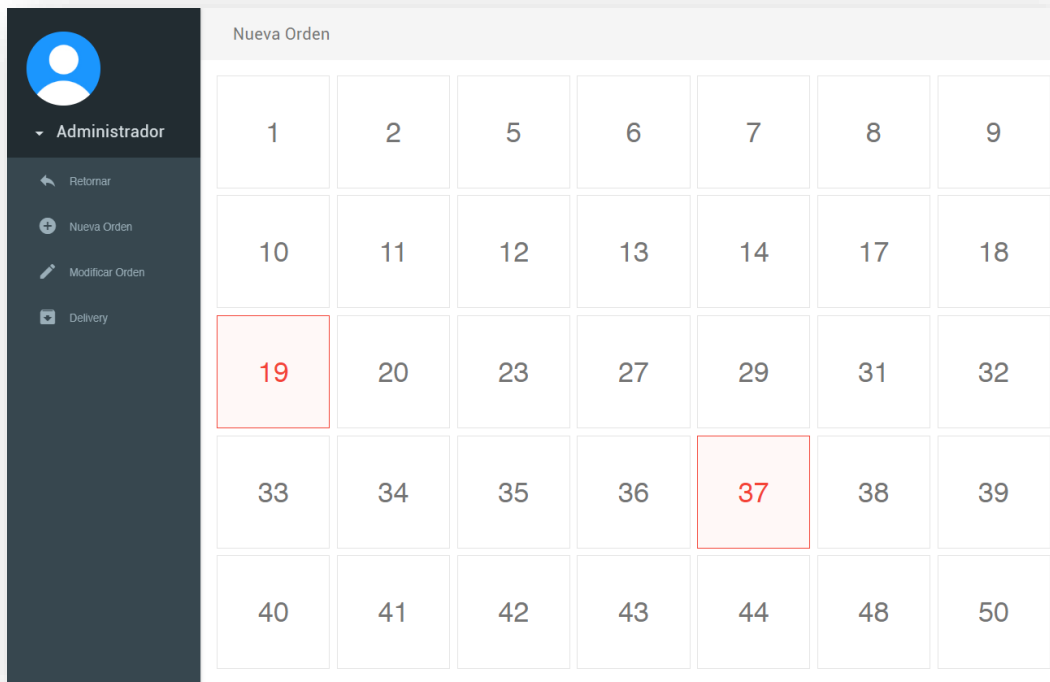 Administrador
Retornar
Nueva Orden
Modificar Orden
Delivery
Nueva Orden
1 2 5 6 7 8 9
10 11 12 13 14 17 18
19 20 23 27 29 31 32
33 34 35 36 37 38 39
40 41 42 43 44 48 50